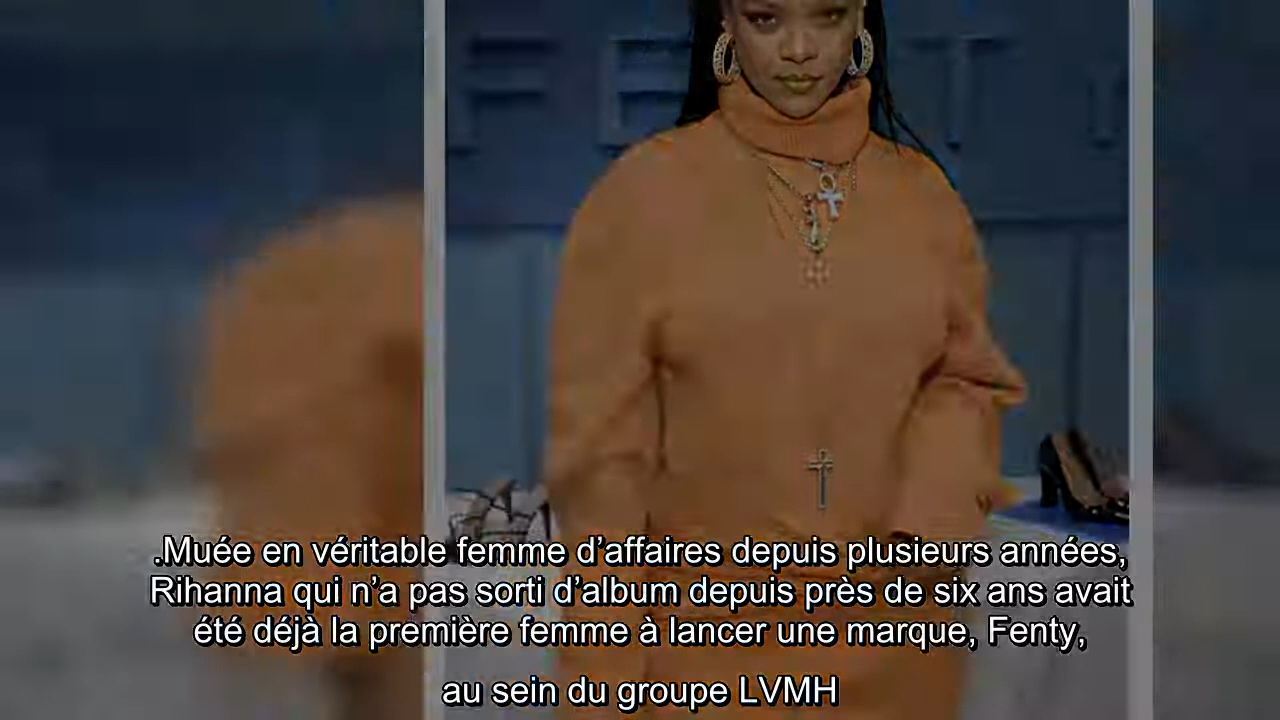 FENTY
.Muée en véritable femme d’affaires depuis plusieurs années,
Rihanna qui n’a pas sorti d’album depuis près de six ans avait
été déjà la première femme à lancer une marque, Fenty,
au sein du groupe LVMH